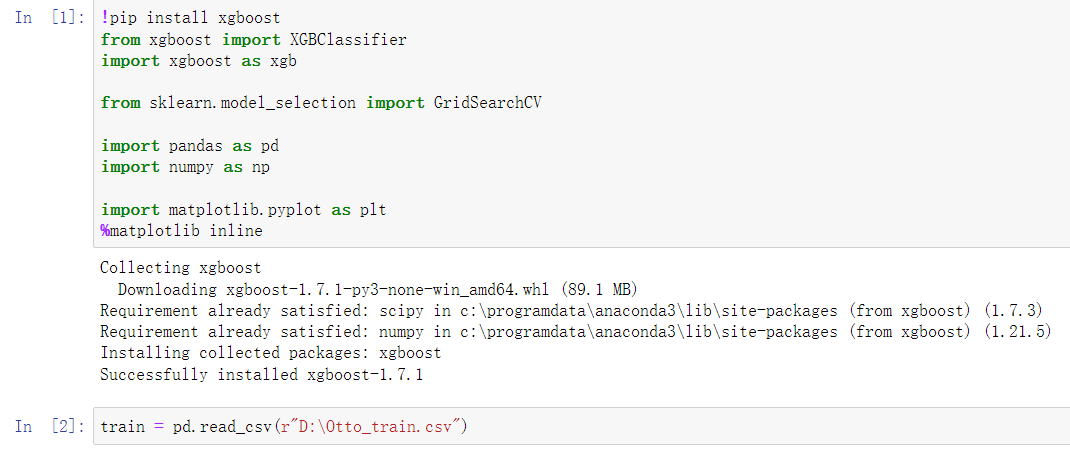 In [1]: !pip install xgboost
from xgboost import XGBClassifier
import xgboost as xgb
from sklearn.model_selection import GridSearchCV
import pandas as pd
import numpy as np
import matplotlib.pyplot as plt
%matplotlib inline
Collecting xgboost
  Downloading xgboost-1.7.1-py3-none-win_amd64.whl (89.1 MB)
Requirement already satisfied: scipy in c:\programdata\anaconda3\lib\site-packages (from xgboost) (1.7.3)
Requirement already satisfied: numpy in c:\programdata\anaconda3\lib\site-packages (from xgboost) (1.21.5)
Installing collected packages: xgboost
Successfully installed xgboost-1.7.1
In [2]: train = pd.read_csv(r"D:\Otto_train.csv")